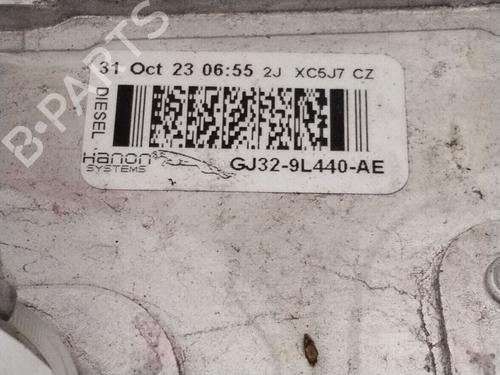 31 Oct 23 06:55 2J XC5J7 CZ
DIESEL
Hanon
SYSTEMS
GJ32-9L440-AE
B-PARTS